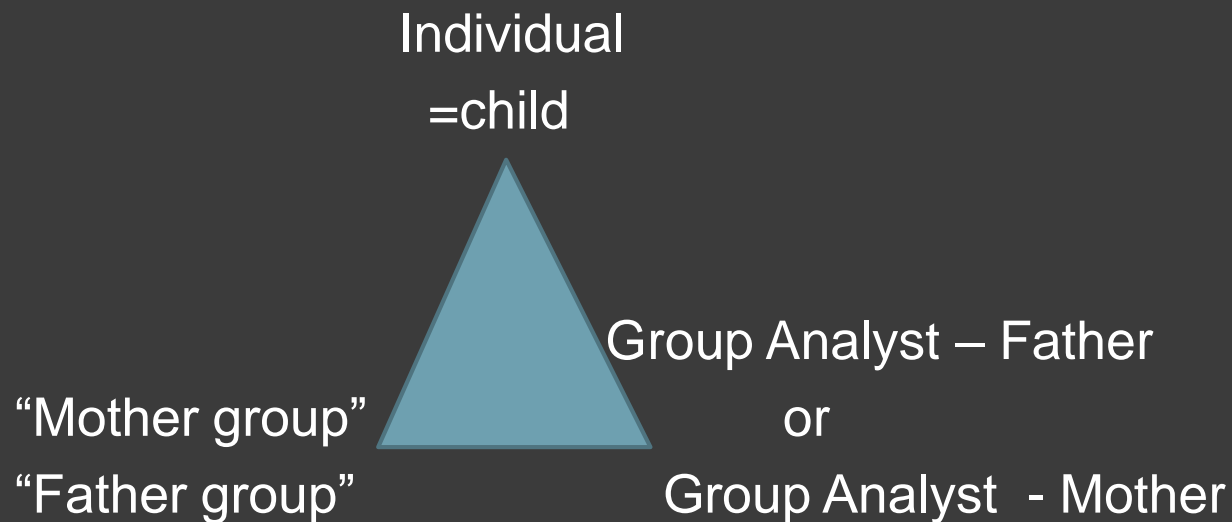 Individual
=child
Group Analyst – Father
“Mother group” or
“Father group” Group Analyst - Mother